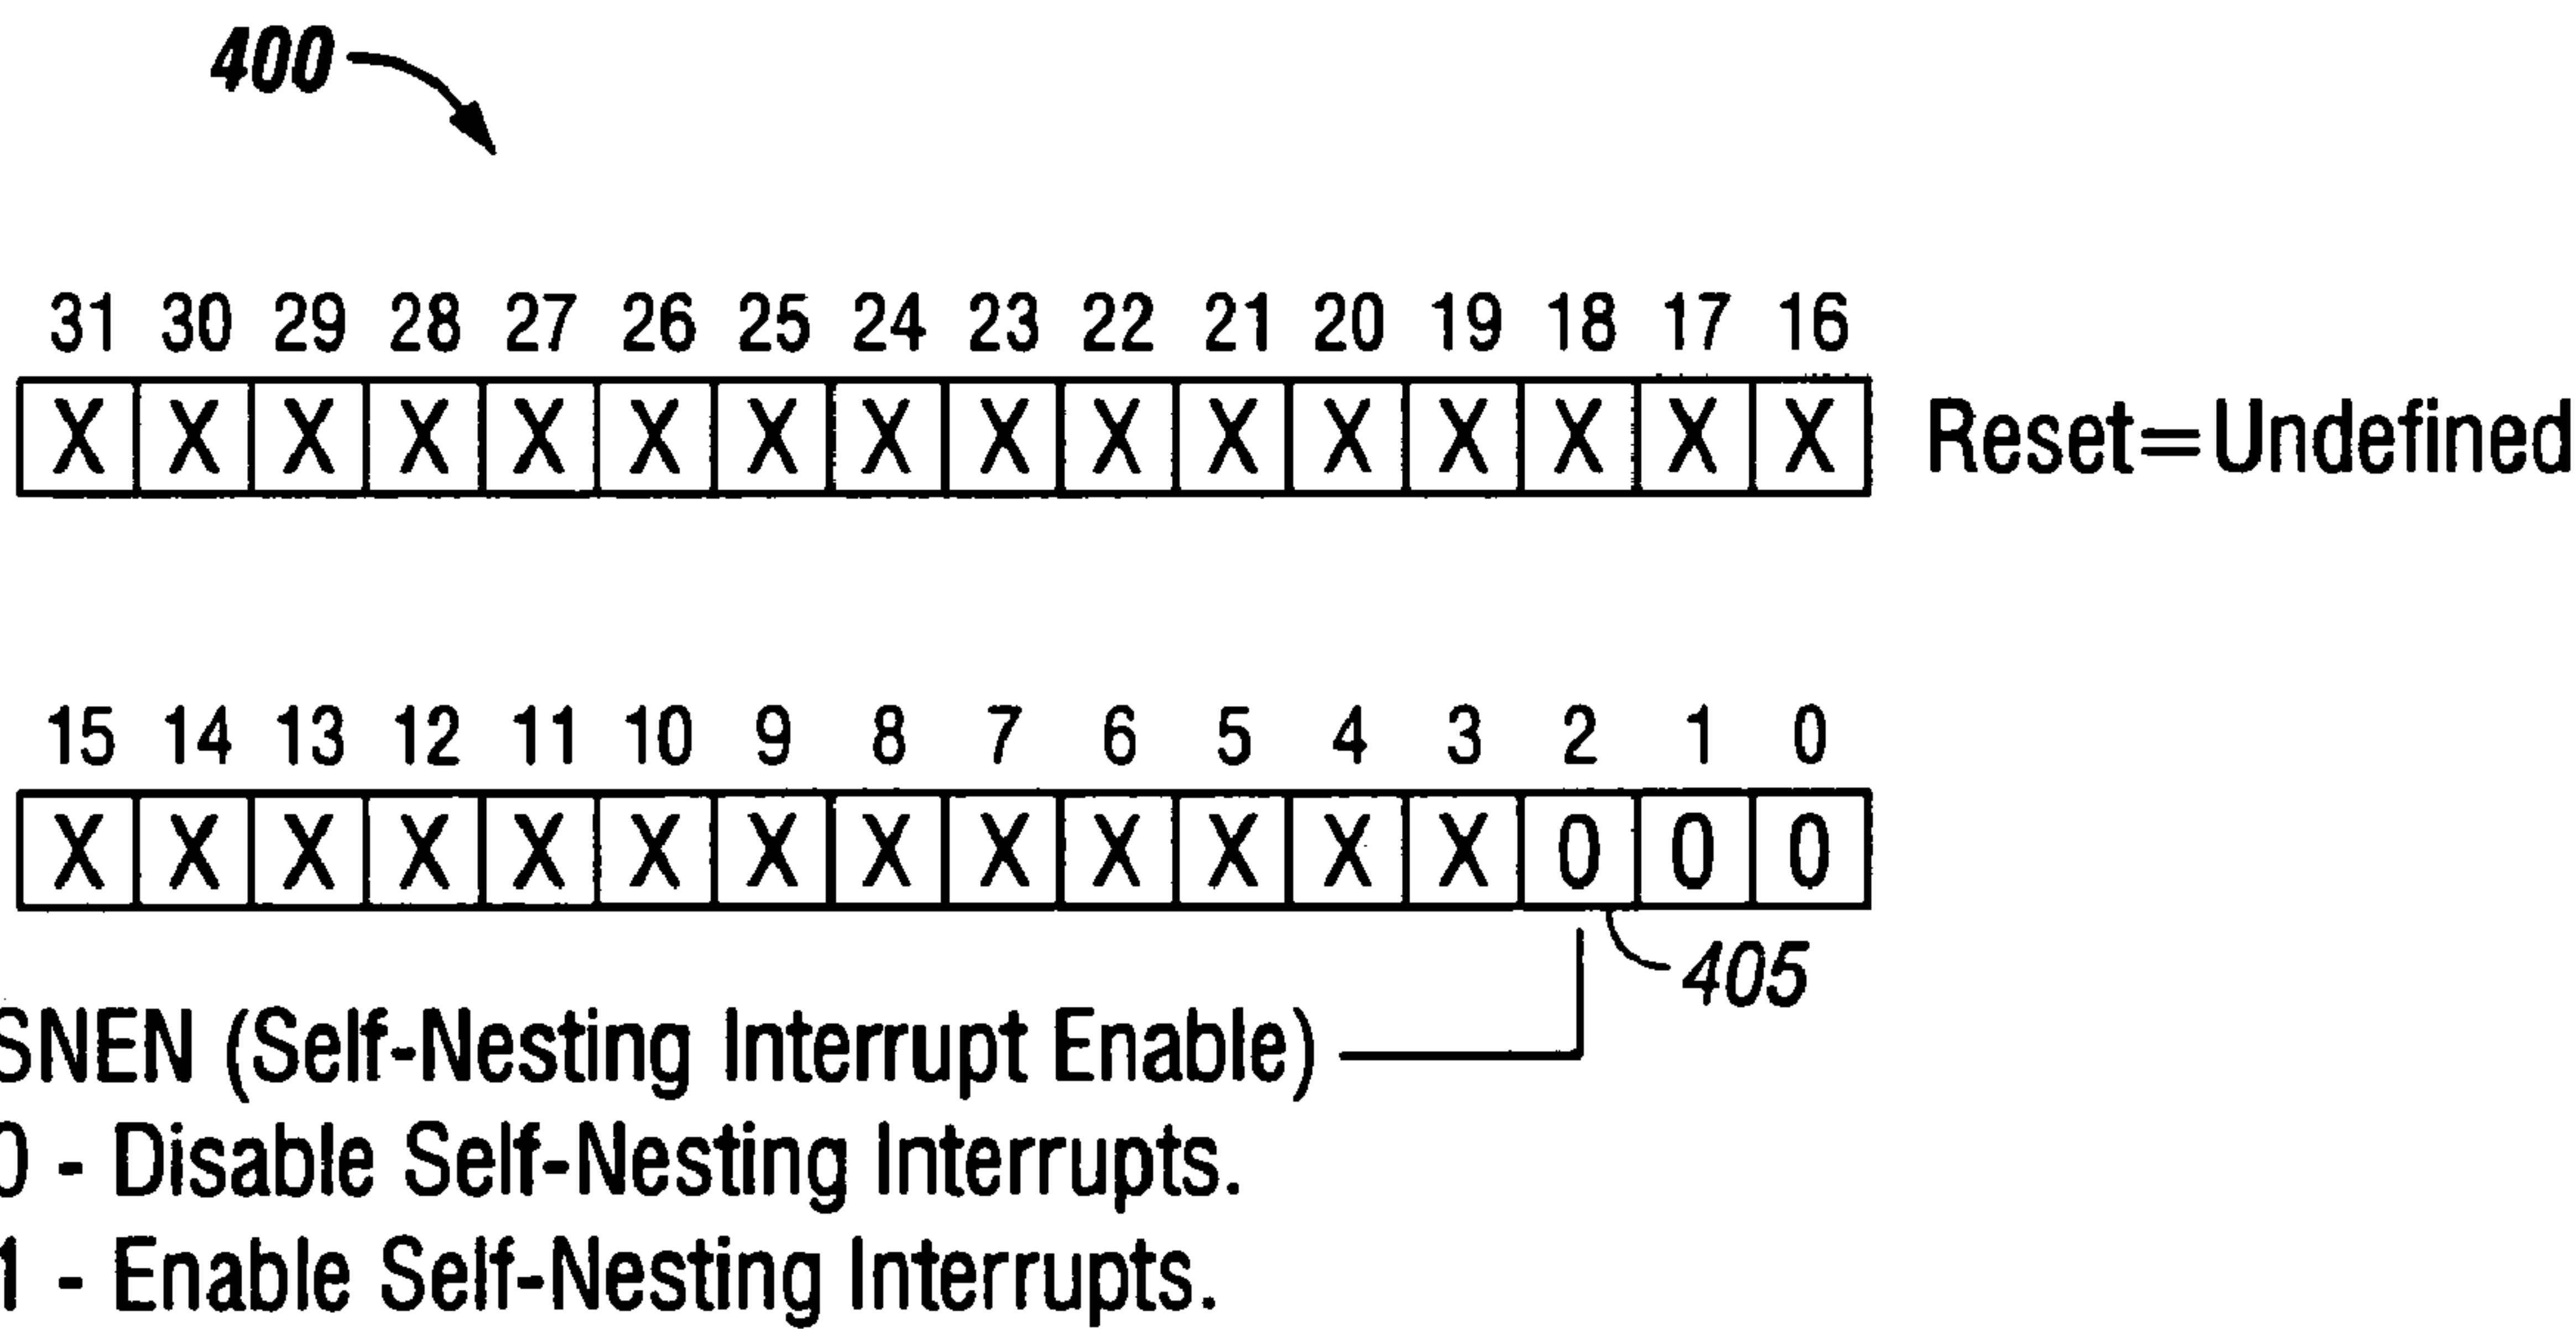 400
31 30 29 28 27 26 25 24 23 22 21 20 19 18 17 16
X X X X X X X X X X X X X X X X Reset=Undefined
15 14 13 12 11 10 9 8 7 6 5 4 3 2 1 0
X X X X X X X X X X X X X 0 0 0
405
SNEN (Self-Nesting Interrupt Enable)
0 - Disable Self-Nesting Interrupts.
1 - Enable Self-Nesting Interrupts.